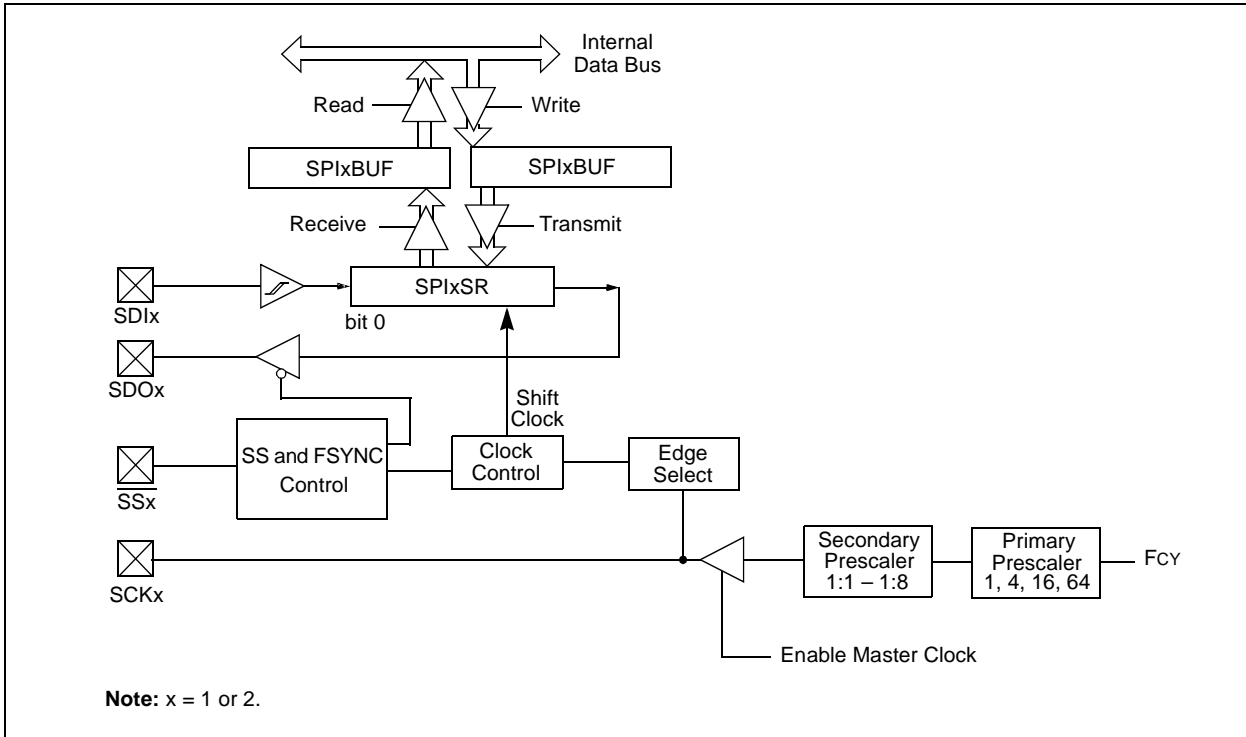 Internal
Data Bus
Read
Write
SPIxBUF
SPIxBUF
Receive
Transmit
SDIx
SPIxSR
bit 0
SDOx
Shift
Clock
SSx
SS and FSYNC
Control
Clock
Control
Edge
Select
SCKx
Secondary
Prescaler
1:1 – 1:8
Primary
Prescaler
1, 4, 16, 64
FCY
Enable Master Clock
Note: x = 1 or 2.